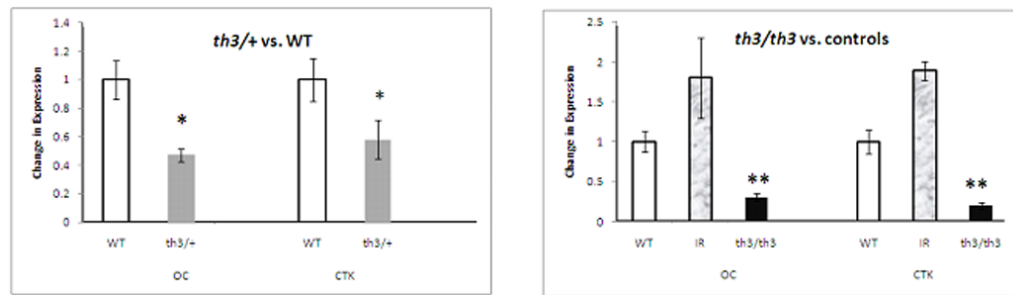 th3/+ vs. WT
Change in Expression
1.4
1.2
1
0.8
0.6
0.4
0.2
0
*
*
WT th3/+ WT th3/+
OC CTK
th3/th3 vs. controls
Change in Expression
2.5
2
1.5
1
0.5
0
**
**
WT IR th3/th3 WT IR th3/th3
OC CTK